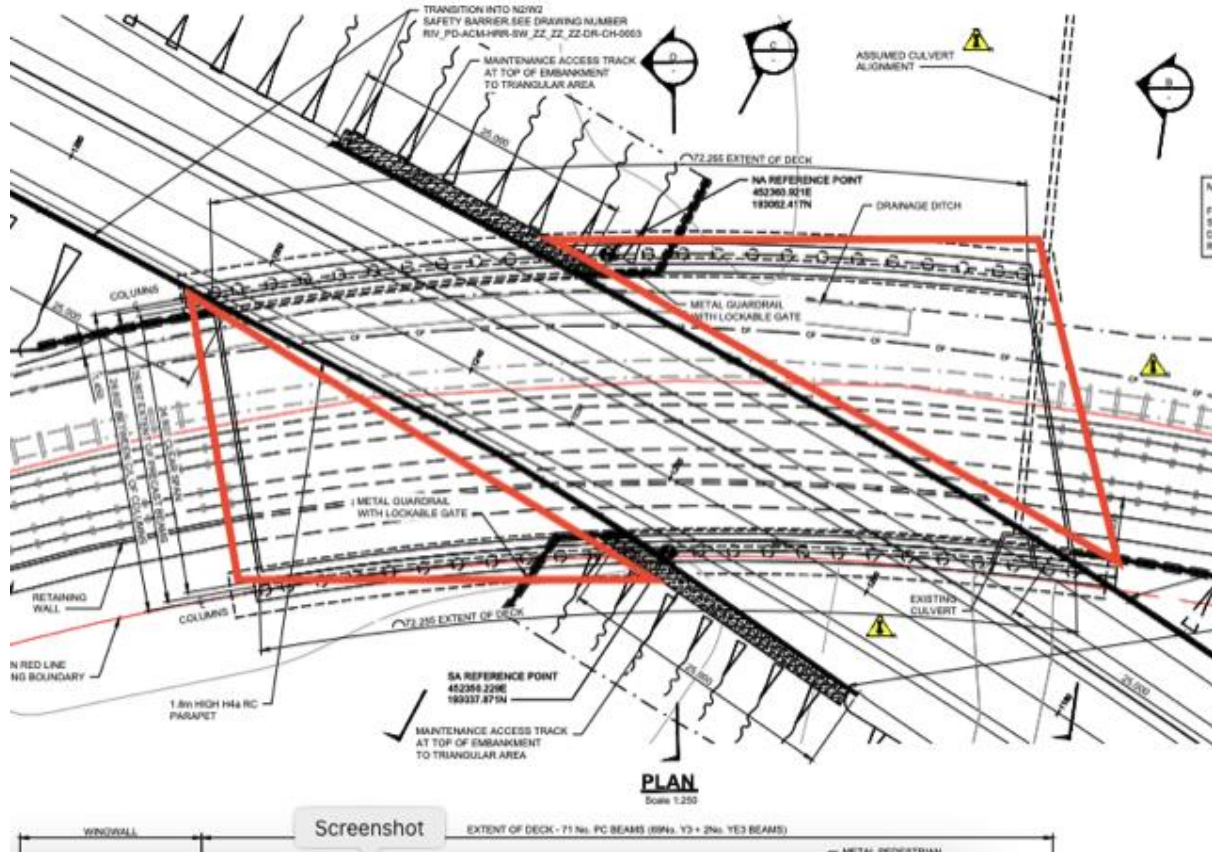 TRANSITION INTO N2/W2
SAFETY BARRIER.SEE DRAWING NUMBER
RIV_PD-ACM-HRR-SW_ZZ_ZZ_ZZ-DR-CH-0003
MAINTENANCE ACCESS TRACK
AT TOP OF EMBANKMENT
TO TRIANGULAR AREA
D
C
B
ASSUMED CULVERT
ALIGNMENT
25.000
72.255 EXTENT OF DECK
NA REFERENCE POINT
452360.921E
193062.417N
DRAINAGE DITCH
COLUMNS
25.000
METAL GUARDRAIL
WITH LOCKABLE GATE
METAL GUARDRAIL
WITH LOCKABLE GATE
RETAINING
WALL
COLUMNS
72.255 EXTENT OF DECK
EXISTING
CULVERT
N RED LINE
NG BOUNDARY
SA REFERENCE POINT
193037.871N
25.000
25.000
1.8m HIGH H4a RC
PARAPET
MAINTENANCE ACCESS TRACK
AT TOP OF EMBANKMENT
TO TRIANGULAR AREA
PLAN
Scale 1:250
WINGWALL
Screenshot
EXTENT OF DECK - 71 No. PC BEAMS (69No. Y3 + 2No. YE3 BEAMS)
METAL PEDESTRIAN